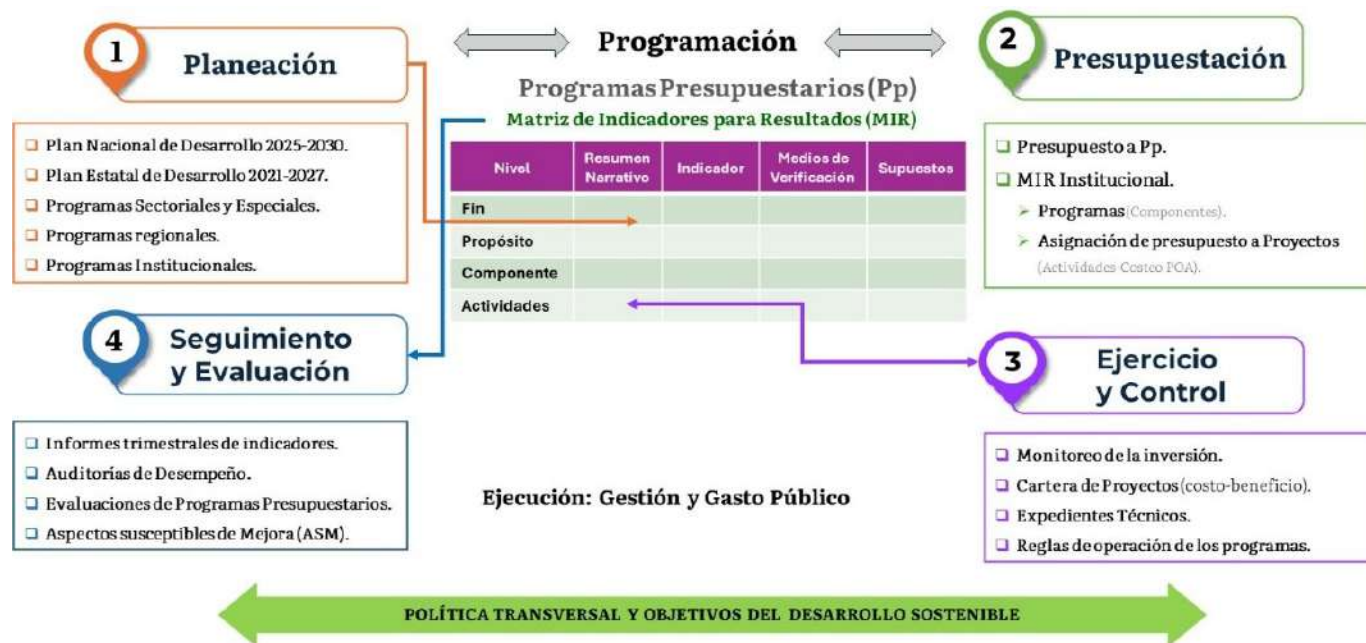 1
Planeación
Plan Nacional de Desarrollo 2025-2030.
Plan Estatal de Desarrollo 2021-2027.
Programas Sectoriales y Especiales.
Programas regionales.
Programas Institucionales.
Programación
Programas Presupuestarios (Pp)
Matriz de Indicadores para Resultados (MIR)
Nivel
Resumen
Narrativo
Indicador
Medios de
Verificación
Supuestos
Fin
Propósito
Componente
Actividades
2
Presupuestación
Presupuesto a Pp.
MIR Institucional.
Programas (Componentes).
Asignación de presupuesto a Proyectos
(Actividades Costeo POA).
4
Seguimiento
y Evaluación
Informes trimestrales de indicadores.
Auditorías de Desempeño.
Evaluaciones de Programas Presupuestarios.
Aspectos susceptibles de Mejora (ASM).
Ejecución: Gestión y Gasto Público
3
Ejercicio
y Control
Monitoreo de la inversión.
Cartera de Proyectos (costo-beneficio).
Expedientes Técnicos.
Reglas de operación de los programas.
POLÍTICA TRANSVERSAL Y OBJETIVOS DEL DESARROLLO SOSTENIBLE